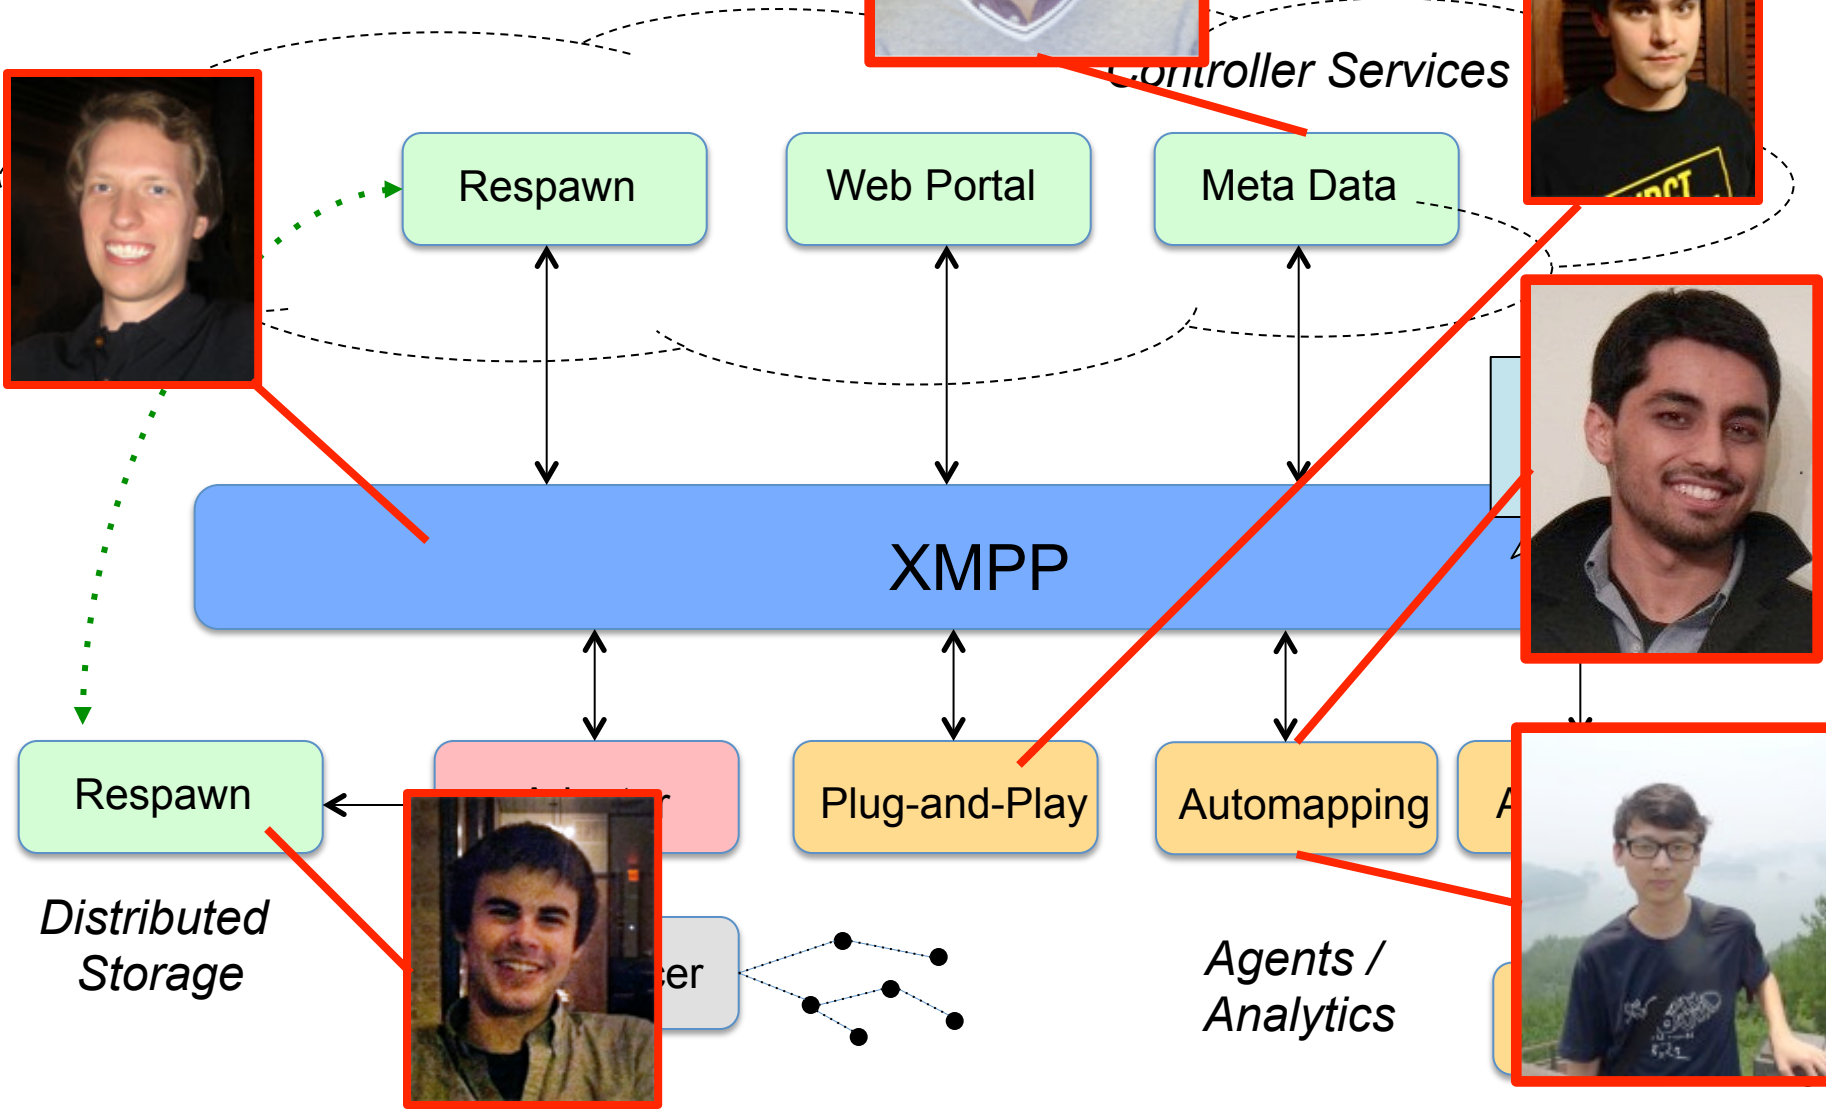 Controller Services
Respawn
Web Portal
Meta Data
XMPP
Respawn
Plug-and-Play
Automapping
Distributed
Storage
Agents /
Analytics